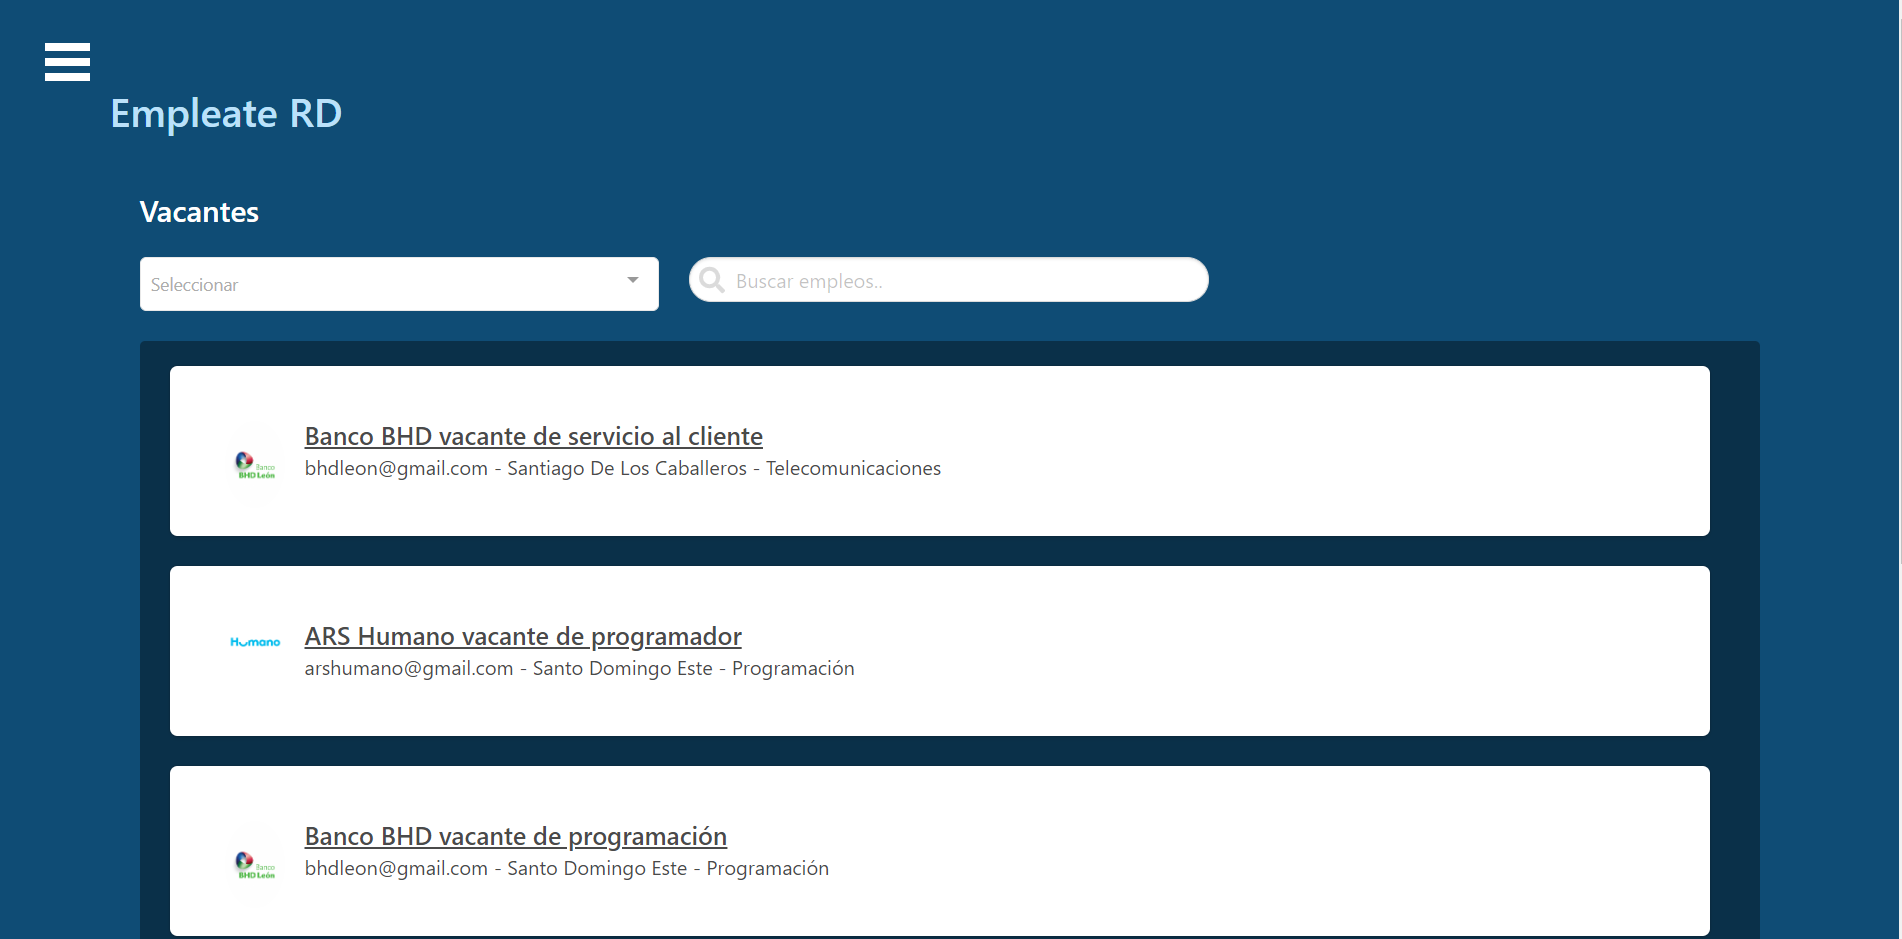 Empleate RD
Vacantes
Seleccionar
Buscar empleos..
Banco BHD vacante de servicio al cliente
bhdleon@gmail.com - Santiago De Los Caballeros - Telecomunicaciones
Banco
BHD León
ARS Humano vacante de programador
Humano
arshumano@gmail.com - Santo Domingo Este - Programación
Banco BHD vacante de programación
bhdleon@gmail.com - Santo Domingo Este - Programación
Banco
BHD León